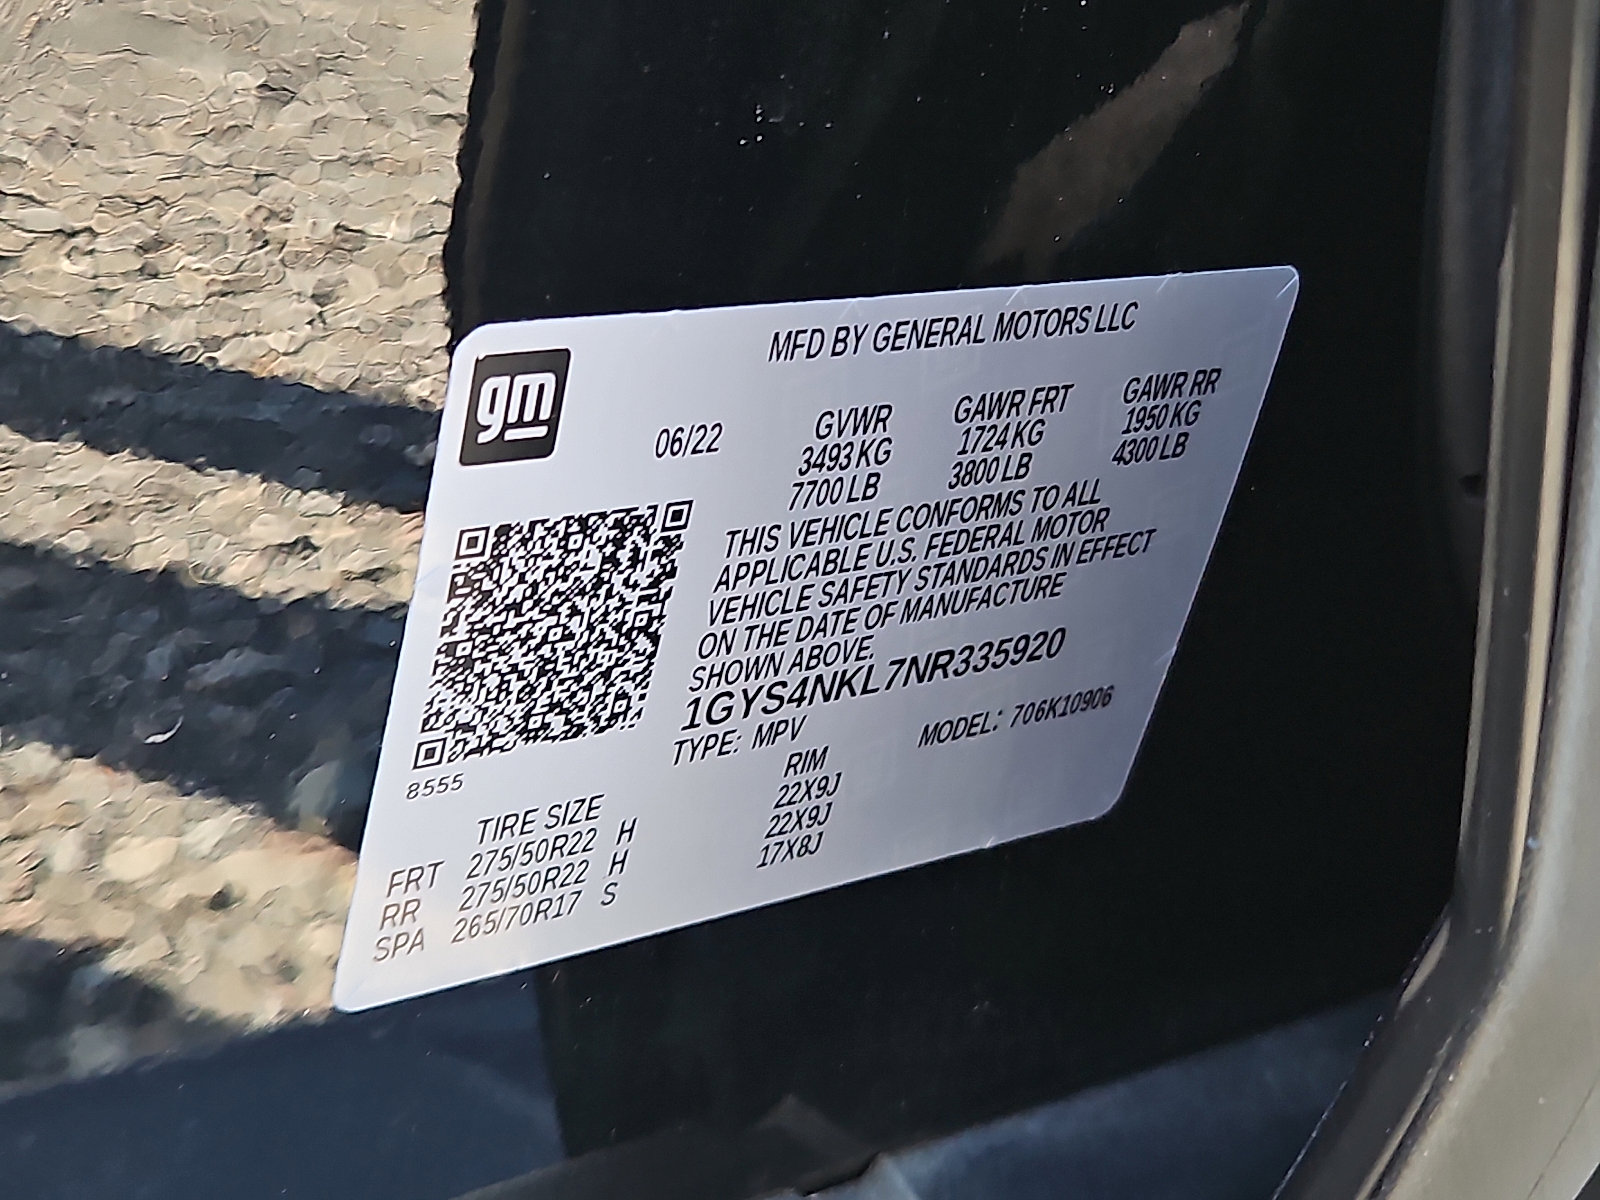 MFD BY GENERAL MOTORS LLC
gm
06/22
GVWR
3493 KG
7700 LB
GAWR FRT
1724 KG
3800 LB
GAWR RR
1950 KG
4300 LB
THIS VEHICLE CONFORMS TO ALL
APPLICABLE U.S. FEDERAL MOTOR
VEHICLE SAFETY STANDARDS IN EFFECT
ON THE DATE OF MANUFACTURE
SHOWN ABOVE.
1GYS4NKL7NR335920
TYPE: MPV MODEL: 706K10906
8555
TIRE SIZE RIM
FRT 275/50R22 H 22X9J
RR 275/50R22 H 22X9J
SPA 265/70R17 S 17X8J